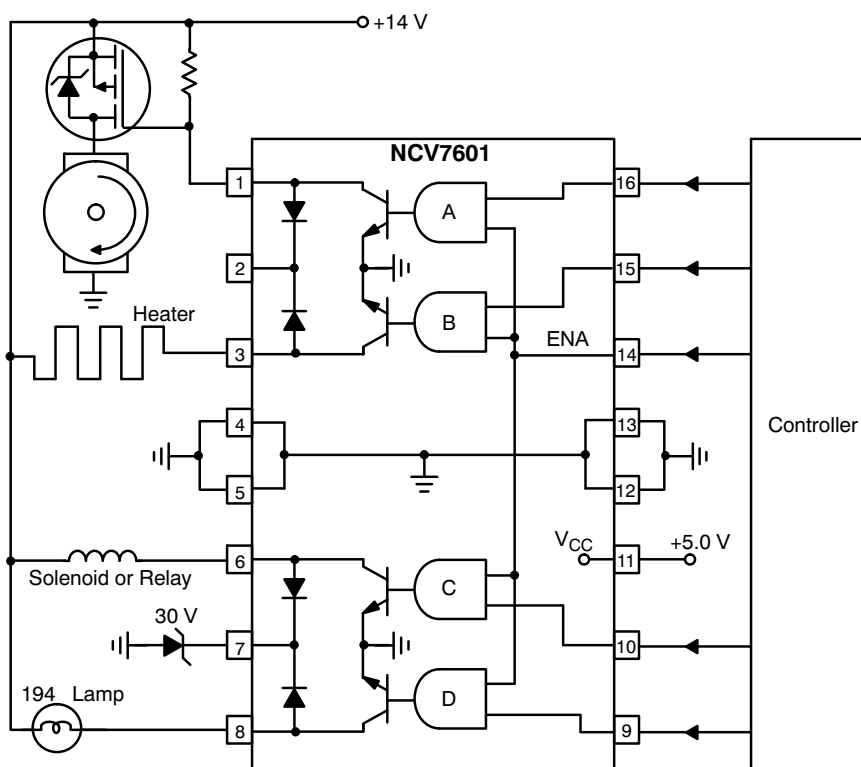 +14 V
NCV7601
1
16
A
2
15
Heater
B
ENA
3
14
4
13
Controller
5
12
VCC
+5.0 V
6
11
Solenoid or Relay
C
30 V
7
10
194 Lamp
D
8
9